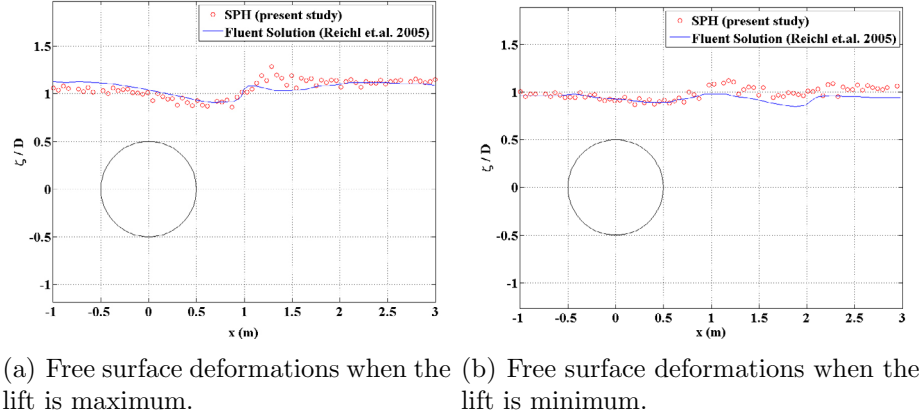 SPH (present study)
Fluent Solution (Reichl et.al. 2005)
1.5
1
0.5
0
-0.5
-1
ζ / D
-1
-0.5
0
0.5
1
1.5
2
2.5
3
x (m)
SPH (present study)
Fluent Solution (Reichl et.al. 2005)
1.5
1
0.5
0
-0.5
-1
ζ / D
-1
-0.5
0
0.5
1
1.5
2
2.5
3
x (m)
(a) Free surface deformations when the
lift is maximum.
(b) Free surface deformations when the
lift is minimum.